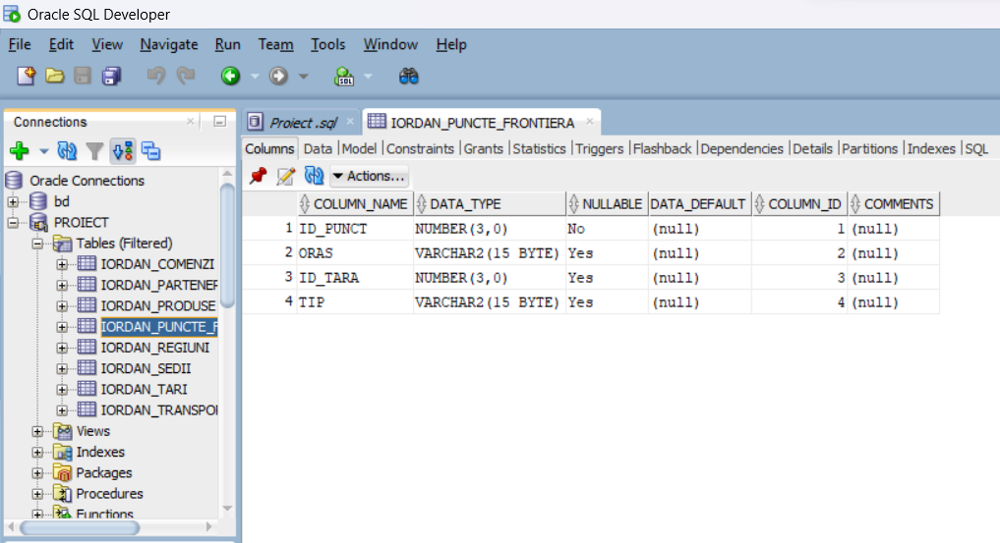 Oracle SQL Developer
File Edit View Navigate Run Team Tools Window Help
SQL
Connections
Oracle Connections
bd
PROIECT
Tables (Filtered)
IORDAN_COMENZI
IORDAN_PARTENER
IORDAN_PRODUSE
IORDAN_PUNCTE_F
IORDAN_REGIUNI
IORDAN_SEDII
IORDAN_TARI
IORDAN_TRANSPO
Views
Indexes
Packages
Procedures
Functions
Proiect .sql IORDAN_PUNCTE_FRONTIERA
Columns Data Model Constraints Grants Statistics Triggers Flashback Dependencies Details Partitions Indexes SQL
Actions...
COLUMN_NAME DATA_TYPE NULLABLE DATA_DEFAULT COLUMN_ID COMMENTS
1 ID_PUNCT NUMBER(3,0) No (null) 1 (null)
2 ORAS VARCHAR2(15 BYTE) Yes (null) 2 (null)
3 ID_TARA NUMBER(3,0) Yes (null) 3 (null)
4 TIP VARCHAR2(15 BYTE) Yes (null) 4 (null)